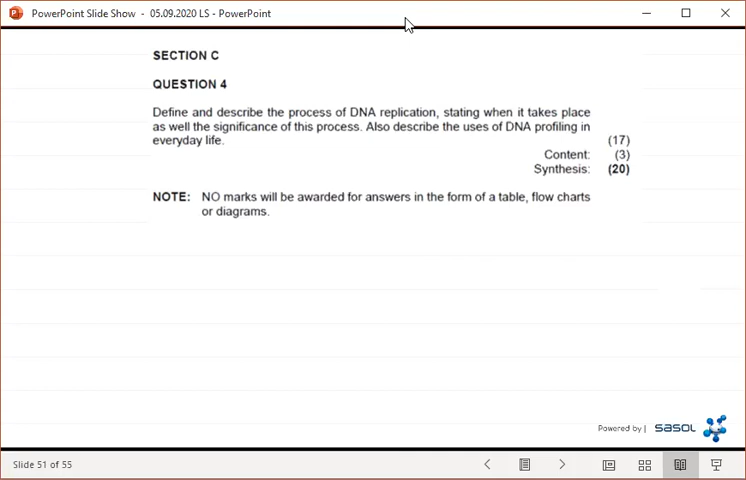 PowerPoint Slide Show - 05.09.2020 LS - PowerPoint
SECTION C
QUESTION 4
Define and describe the process of DNA replication, stating when it takes place
as well the significance of this process. Also describe the uses of DNA profiling in
everyday life. (17)
Content: (3)
Synthesis: (20)
NOTE: NO marks will be awarded for answers in the form of a table, flow charts
or diagrams.
Powered by | sasol
Slide 51 of 55